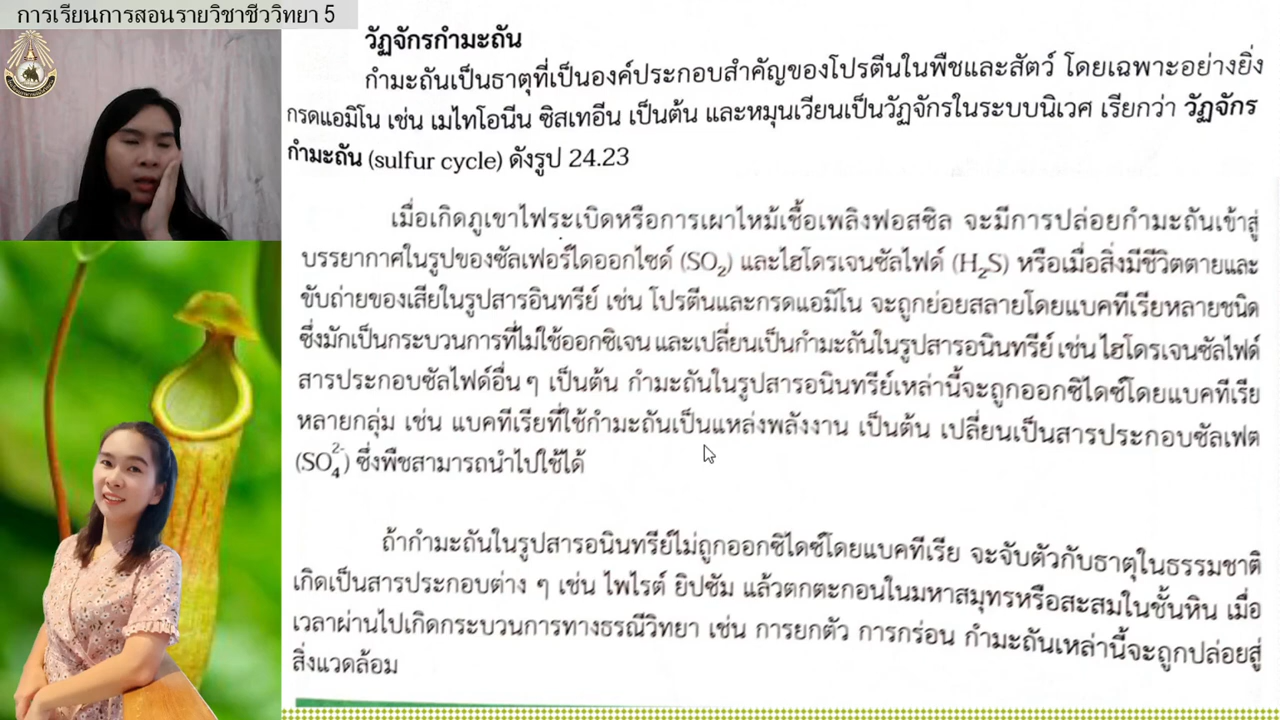 การเรียนการสอนรายวิชาชีววิทยา 5
วัฏจักรกำมะถัน
กำมะถันเป็นธาตุที่เป็นองค์ประกอบสำคัญของโปรตีนในพืชและสัตว์ โดยเฉพาะอย่างยิ่ง
กรดแอมิโน เช่น เมไทโอนีน ซิสเทอีน เป็นต้น และหมุนเวียนเป็นวัฏจักรในระบบนิเวศ เรียกว่า วัฏจักร
กำมะถัน (sulfur cycle) ดังรูป 24.23
เมื่อเกิดภูเขาไฟระเบิดหรือการเผาไหม้เชื้อเพลิงฟอสซิล จะมีการปล่อยกำมะถันเข้าสู่
บรรยากาศในรูปของซัลเฟอร์ไดออกไซด์ (SO₂) และไฮโดรเจนซัลไฟด์ (H₂S) หรือเมื่อสิ่งมีชีวิตตายและ
ขับถ่ายของเสียในรูปสารอินทรีย์ เช่น โปรตีนและกรดแอมิโน จะถูกย่อยสลายโดยแบคทีเรียหลายชนิด
ซึ่งมักเป็นกระบวนการที่ไม่ใช้ออกซิเจน และเปลี่ยนเป็นกำมะถันในรูปสารอนินทรีย์ เช่น ไฮโดรเจนซัลไฟด์
สารประกอบซัลไฟด์อื่น ๆ เป็นต้น กำมะถันในรูปสารอนินทรีย์เหล่านี้จะถูกออกซิไดซ์โดยแบคทีเรีย
หลายกลุ่ม เช่น แบคทีเรียที่ใช้กำมะถันเป็นแหล่งพลังงาน เป็นต้น เปลี่ยนเป็นสารประกอบซัลเฟต
(SO₄²⁻) ซึ่งพืชสามารถนำไปใช้ได้
ถ้ากำมะถันในรูปสารอนินทรีย์ไม่ถูกออกซิไดซ์โดยแบคทีเรีย จะจับตัวกับธาตุในธรรมชาติ
เกิดเป็นสารประกอบต่าง ๆ เช่น ไพไรต์ ยิปซัม แล้วตกตะกอนในมหาสมุทรหรือสะสมในชั้นหิน เมื่อ
เวลาผ่านไปเกิดกระบวนการทางธรณีวิทยา เช่น การยกตัว การกร่อน กำมะถันเหล่านี้จะถูกปล่อยสู่
สิ่งแวดล้อม